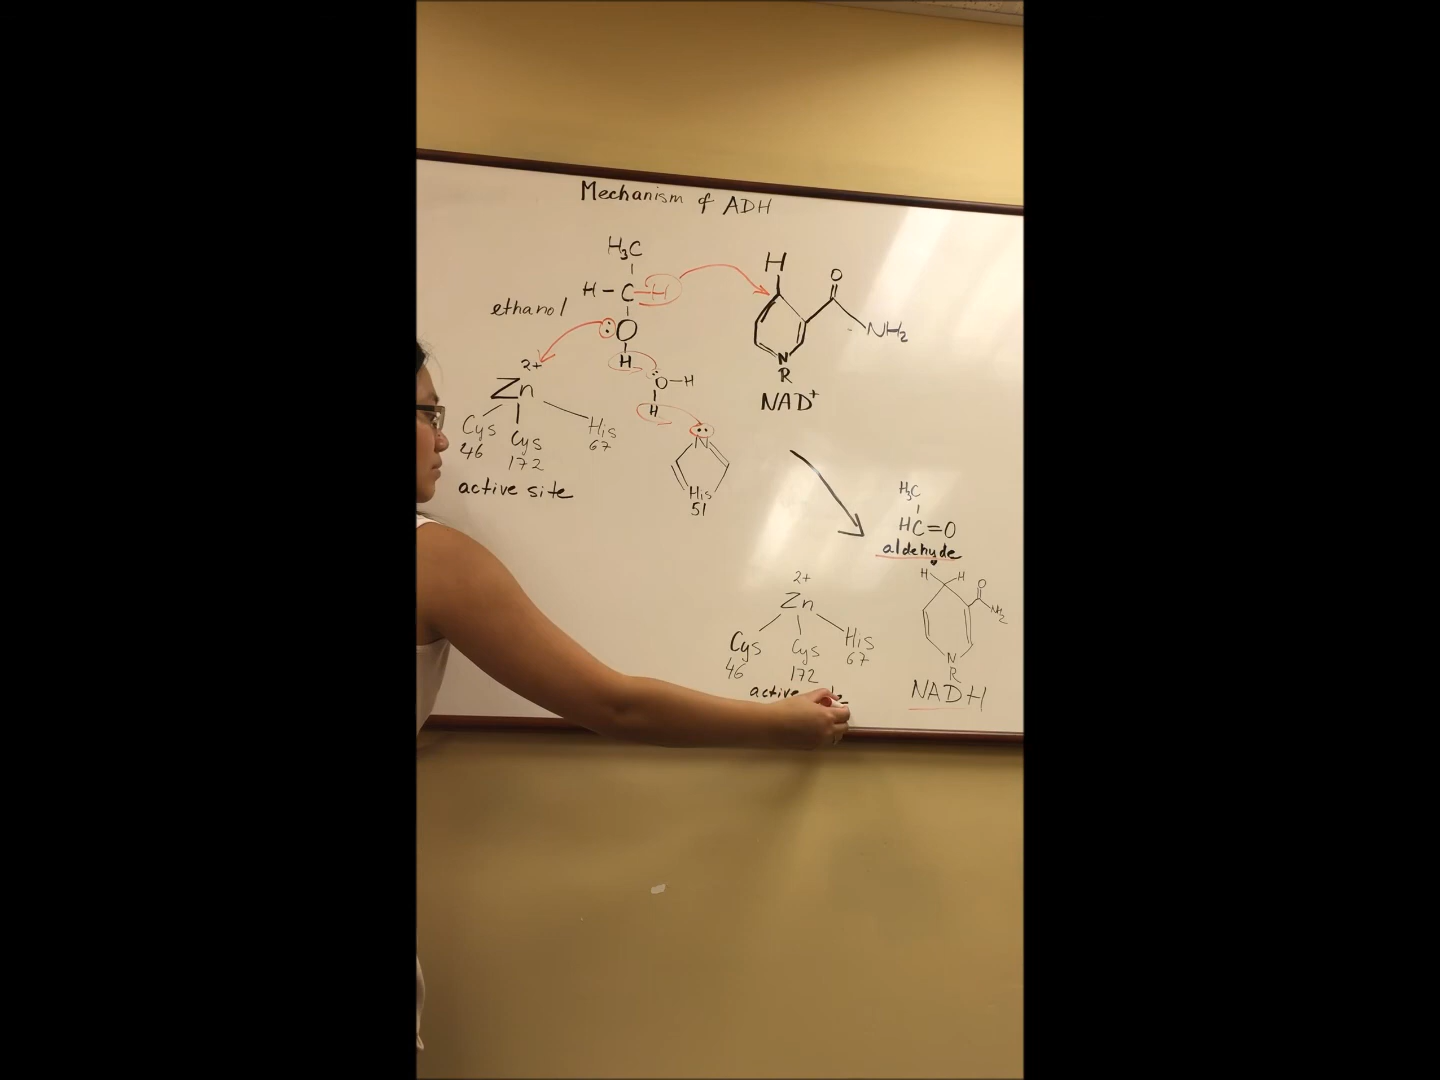 Mechanism of ADH
H₃C
H – C – H
ethanol
O
H
O – H
H
2+
Zn
Cys
46
Cys
172
His
67
active site
N
His
51
H
O
NH₂
N
R
NAD⁺
H₃C
HC=O
aldehyde
H H
O
NH₂
N
R
NADH
2+
Zn
Cys
46
Cys
172
His
67
active